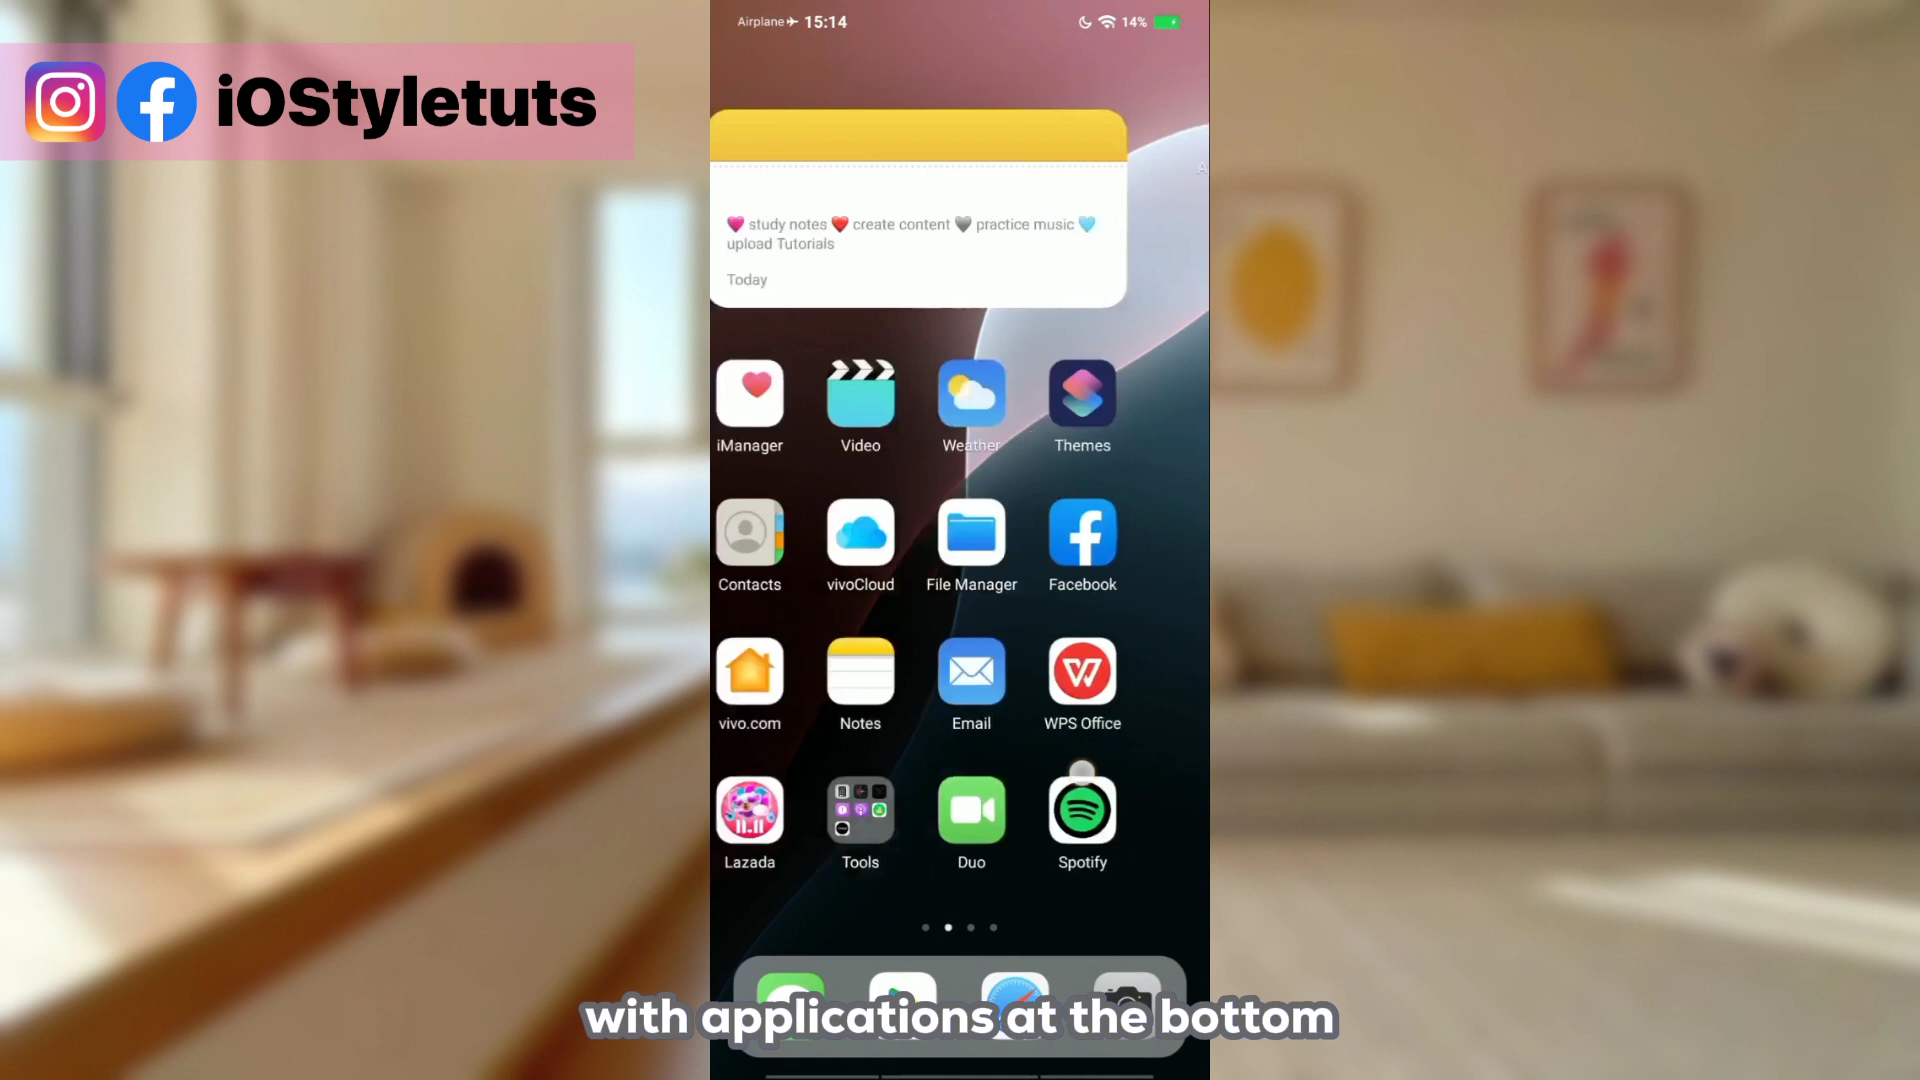 iOStyletuts
Airplane 15:14
14%
study notes create content practice music
upload Tutorials
Today
iManager
Video
Weather
Themes
Contacts
vivoCloud
File Manager
Facebook
vivo.com
Notes
Email
WPS Office
11.11
Lazada
Tools
Duo
Spotify
with applications at the bottom